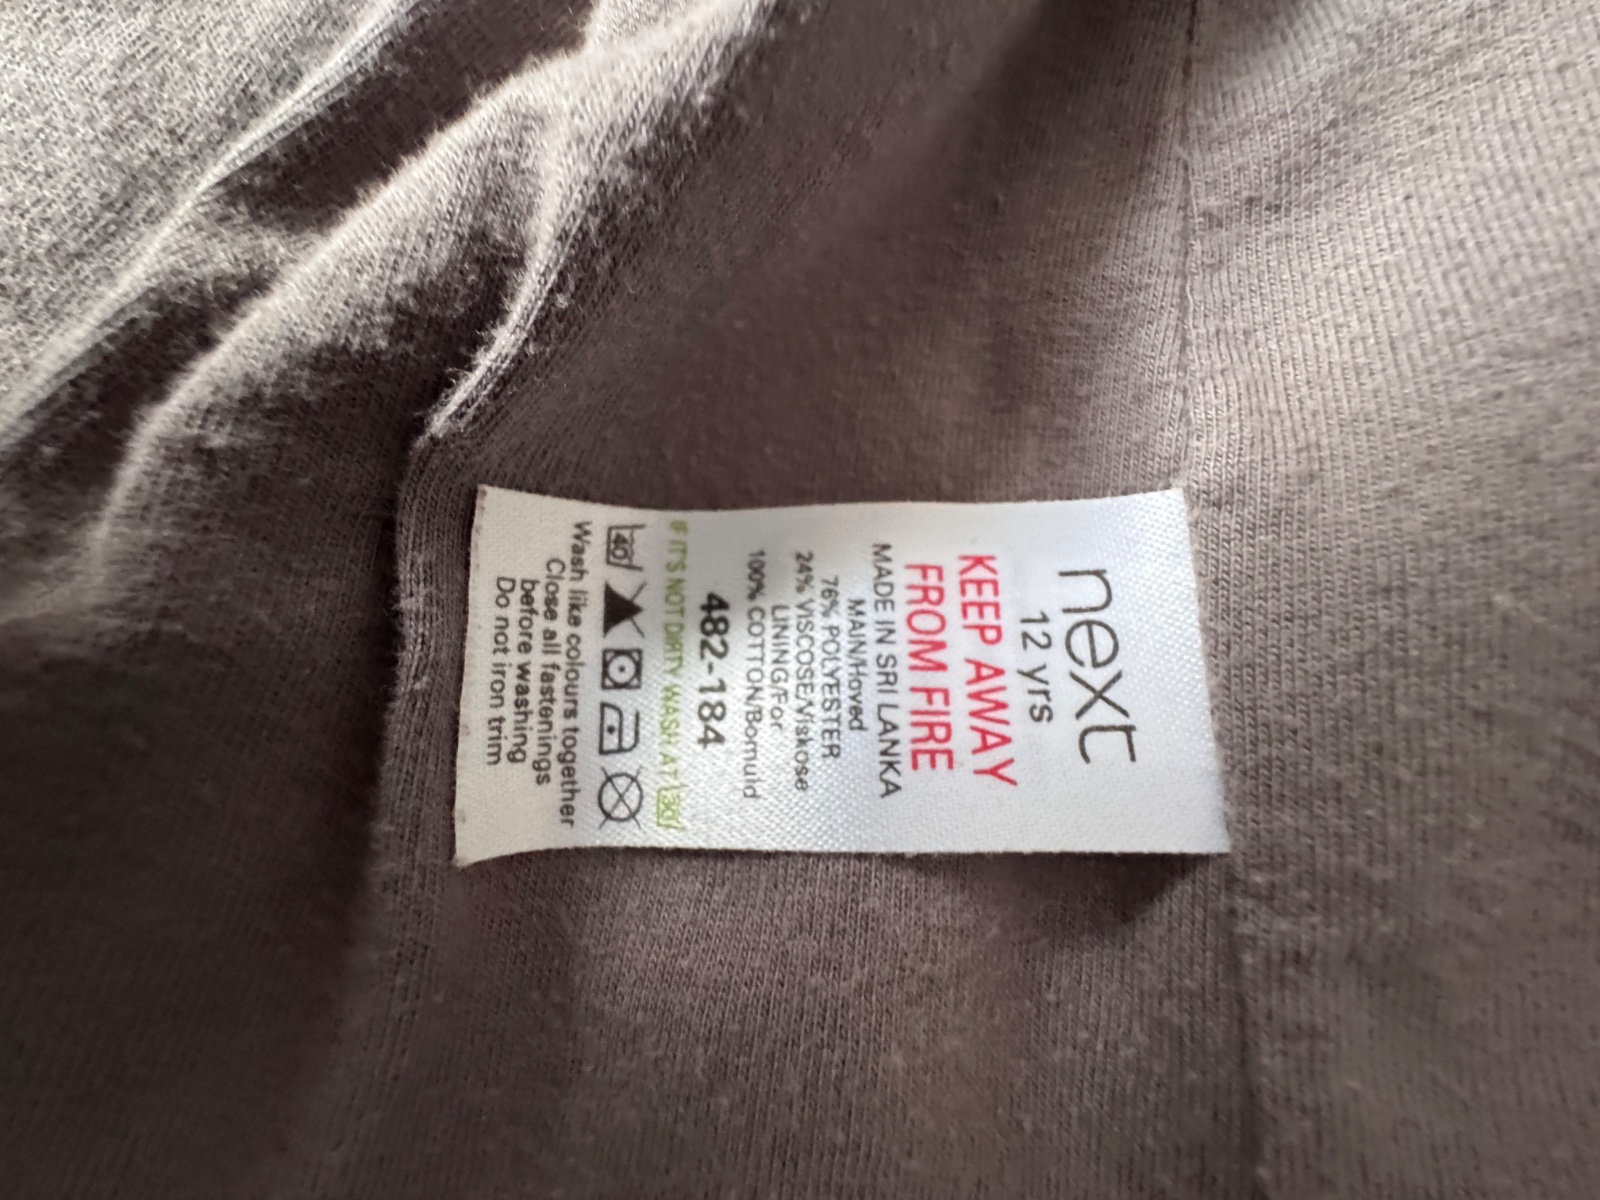 next
12 yrs
KEEP AWAY
FROM FIRE
MADE IN SRI LANKA
MAIN/Hoved
76% POLYESTER
24% VISCOSE/Viskose
LINING/For
100% COTTON/Bomuld
482-184
IF IT'S NOT DIRTY WASH AT 30
40
Wash like colours together
Close all fastenings
before washing
Do not iron trim